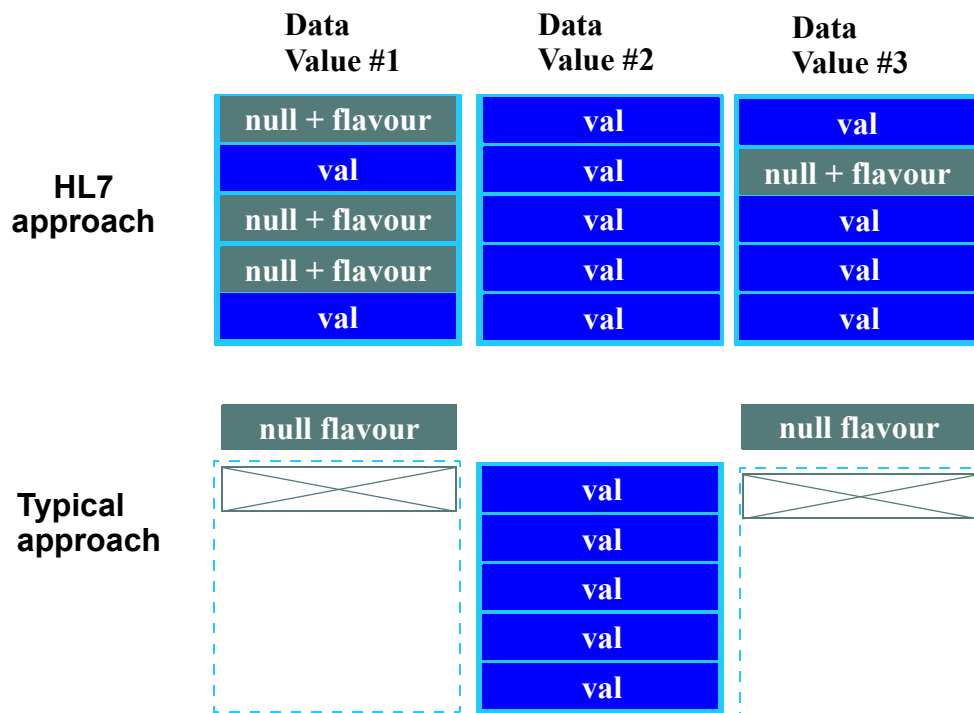 Data
Value #1
Data
Value #2
Data
Value #3
HL7
approach
null + flavour
val
null + flavour
null + flavour
val
val
val
val
val
val
val
null + flavour
val
val
val
Typical
approach
null flavour
val
val
val
val
val
null flavour